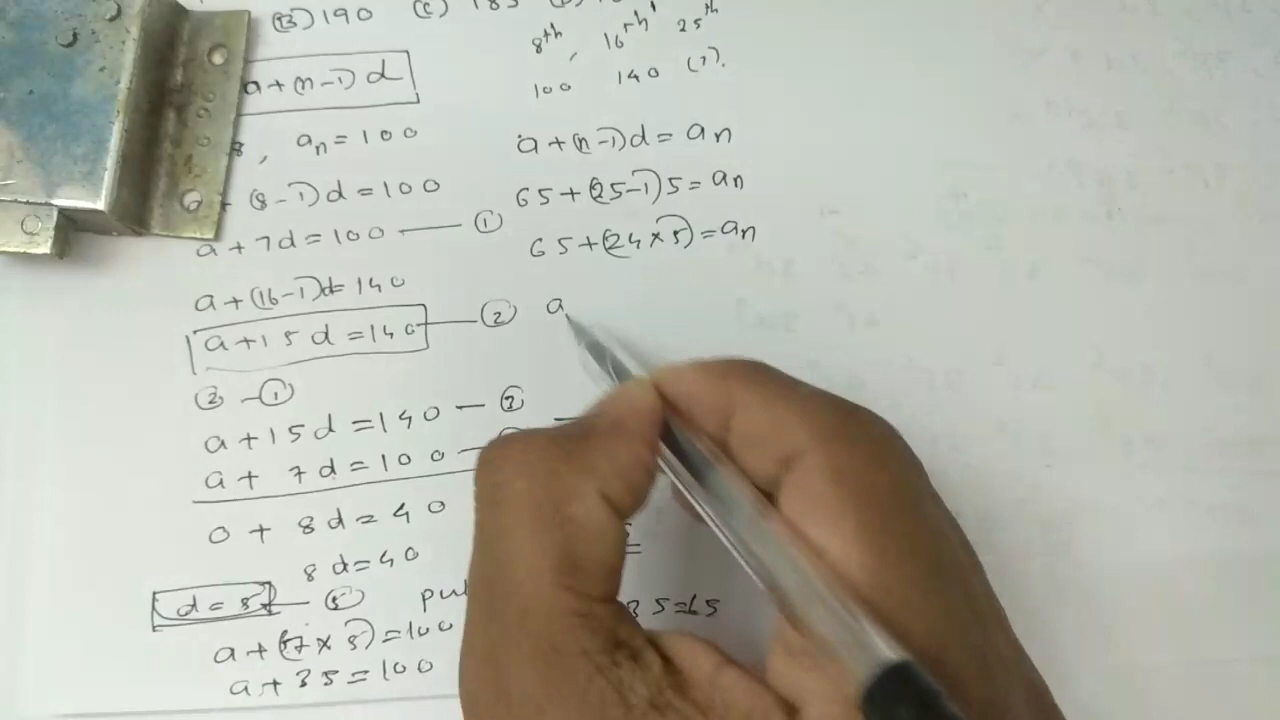 (B) 190 (C) 185
8th, 16th, 25th
100 140 (?).
a+(n-1)d
8, an=100
(8-1)d=100
a+7d=100 — ①
a+(16-1)d=140
a+15d=140 — ②
② - ①
a+15d=140 — ②
a+ 7d=100
0 + 8d=40
8d=40
d=5 —
a+(7×5)=100
a+35=100
a+(n-1)d=an
65+(25-1)5=an
65+(24×5)=an
a
35=65